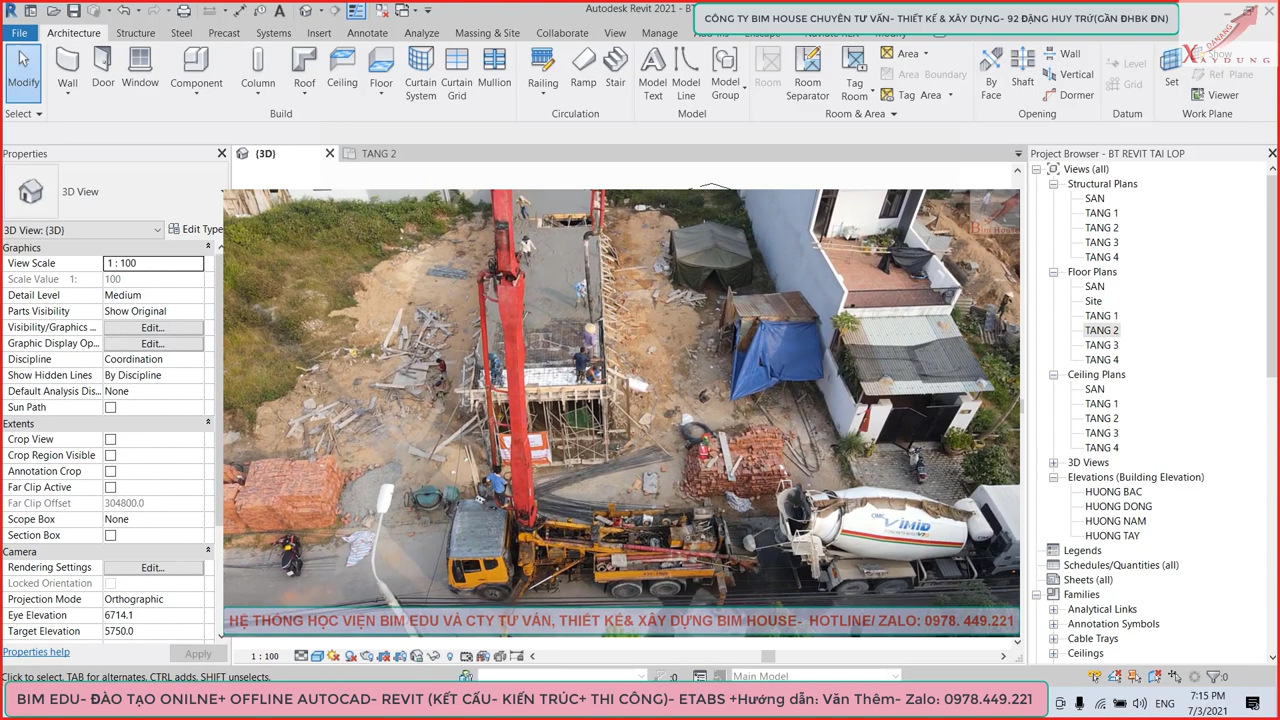 Autodesk Revit 2021 - BT
CÔNG TY BIM HOUSE CHUYÊN TƯ VẤN- THIẾT KẾ & XÂY DỰNG- 92 ĐẶNG HUY TRỨ(GẦN ĐHBK ĐN)
File Architecture Structure Steel Precast Systems Insert Annotate Analyze Massing & Site Collaborate View Manage
Modify Wall Door Window Component Column Roof Ceiling Floor Curtain System Curtain Grid Mullion Railing Ramp Stair Model Text Model Line Model Group Room Room Separator Tag Room Area Area Boundary Tag Area By Face Shaft Wall Vertical Dormer Level Grid Set Show Ref Plane Viewer
Select Build Circulation Model Room & Area Opening Datum Work Plane
XÂY DỰNG
Properties
(3D)
TANG 2
Project Browser - BT REVIT TAI LOP
3D View
3D View: (3D)
Edit Type
Graphics
View Scale 1 : 100
Scale Value 1: 100
Detail Level Medium
Parts Visibility Show Original
Visibility/Graphics ... Edit...
Graphic Display Op... Edit...
Discipline Coordination
Show Hidden Lines By Discipline
Default Analysis Dis... None
Sun Path
Extents
Crop View
Crop Region Visible
Annotation Crop
Far Clip Active
Far Clip Offset 304800.0
Scope Box None
Section Box
Camera
Rendering Settings Edit...
Locked Orientation
Projection Mode Orthographic
Eye Elevation 6714.1
Target Elevation 5750.0
Properties help
Apply
BIM HOUSE
VIMID
HỆ THỐNG HỌC VIỆN BIM EDU VÀ CTY TƯ VẤN, THIẾT KẾ& XÂY DỰNG BIM HOUSE- HOTLINE/ ZALO: 0978. 449.221
1 : 100
Views (all)
Structural Plans
SAN
TANG 1
TANG 2
TANG 3
TANG 4
Floor Plans
SAN
Site
TANG 1
TANG 2
TANG 3
TANG 4
Ceiling Plans
SAN
TANG 1
TANG 2
TANG 3
TANG 4
3D Views
Elevations (Building Elevation)
HUONG BAC
HUONG DONG
HUONG NAM
HUONG TAY
Legends
Schedules/Quantities (all)
Sheets (all)
Families
Analytical Links
Annotation Symbols
Cable Trays
Ceilings
Click to select, TAB for alternates, CTRL adds, SHIFT unselects.
:0
Main Model
:0
BIM EDU- ĐÀO TẠO ONILNE+ OFFLINE AUTOCAD- REVIT (KẾT CẤU- KIẾN TRÚC+ THI CÔNG)- ETABS +Hướng dẫn: Văn Thêm- Zalo: 0978.449.221
ENG
7:15 PM
7/3/2021